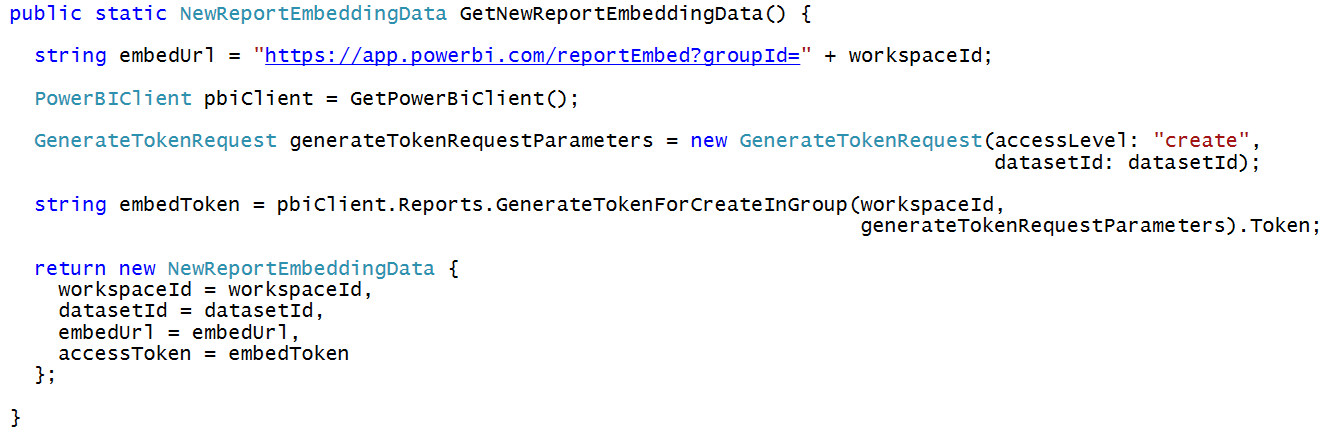 public static NewReportEmbeddingData GetNewReportEmbeddingData() {
string embedUrl = "https://app.powerbi.com/reportEmbed?groupId=" + workspaceId;
PowerBIClient pbiClient = GetPowerBiClient();
GenerateTokenRequest generateTokenRequestParameters = new GenerateTokenRequest(accessLevel: "create",
datasetId: datasetId);
string embedToken = pbiClient.Reports.GenerateTokenForCreateInGroup(workspaceId,
generateTokenRequestParameters).Token;
return new NewReportEmbeddingData {
workspaceId = workspaceId,
datasetId = datasetId,
embedUrl = embedUrl,
accessToken = embedToken
};
}